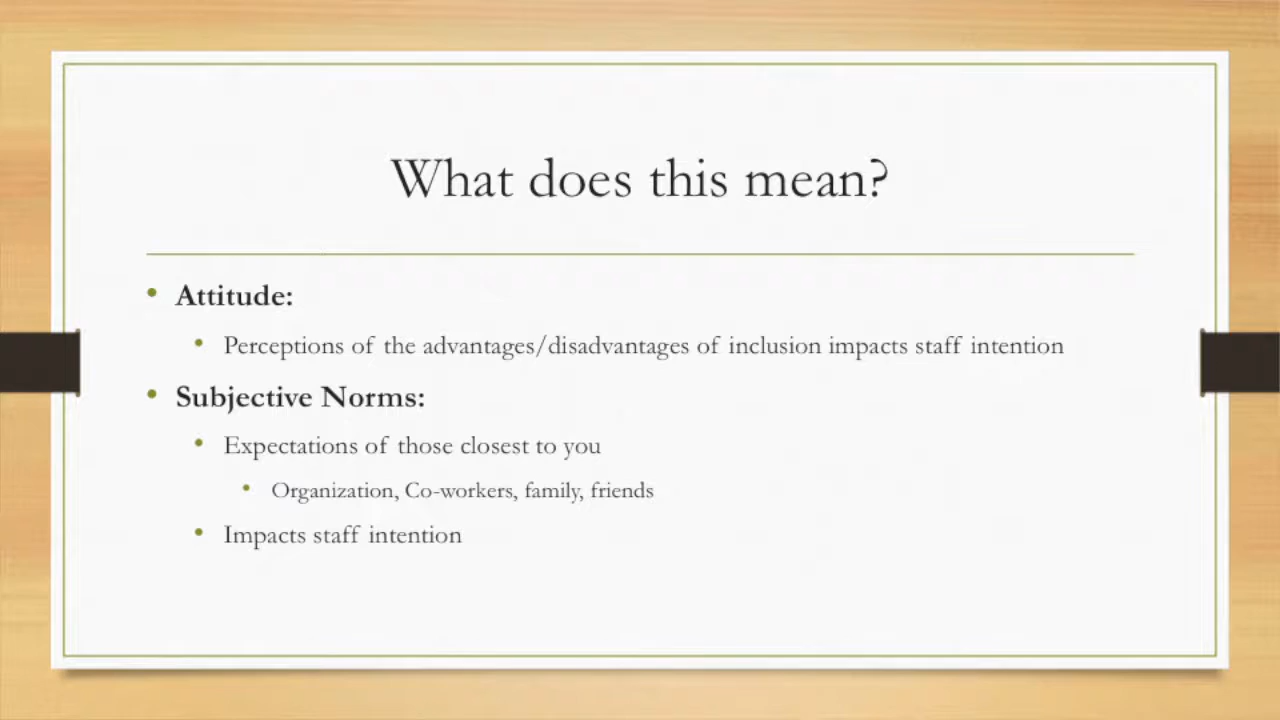 What does this mean?
• Attitude:
• Perceptions of the advantages/disadvantages of inclusion impacts staff intention
• Subjective Norms:
• Expectations of those closest to you
• Organization, Co-workers, family, friends
• Impacts staff intention